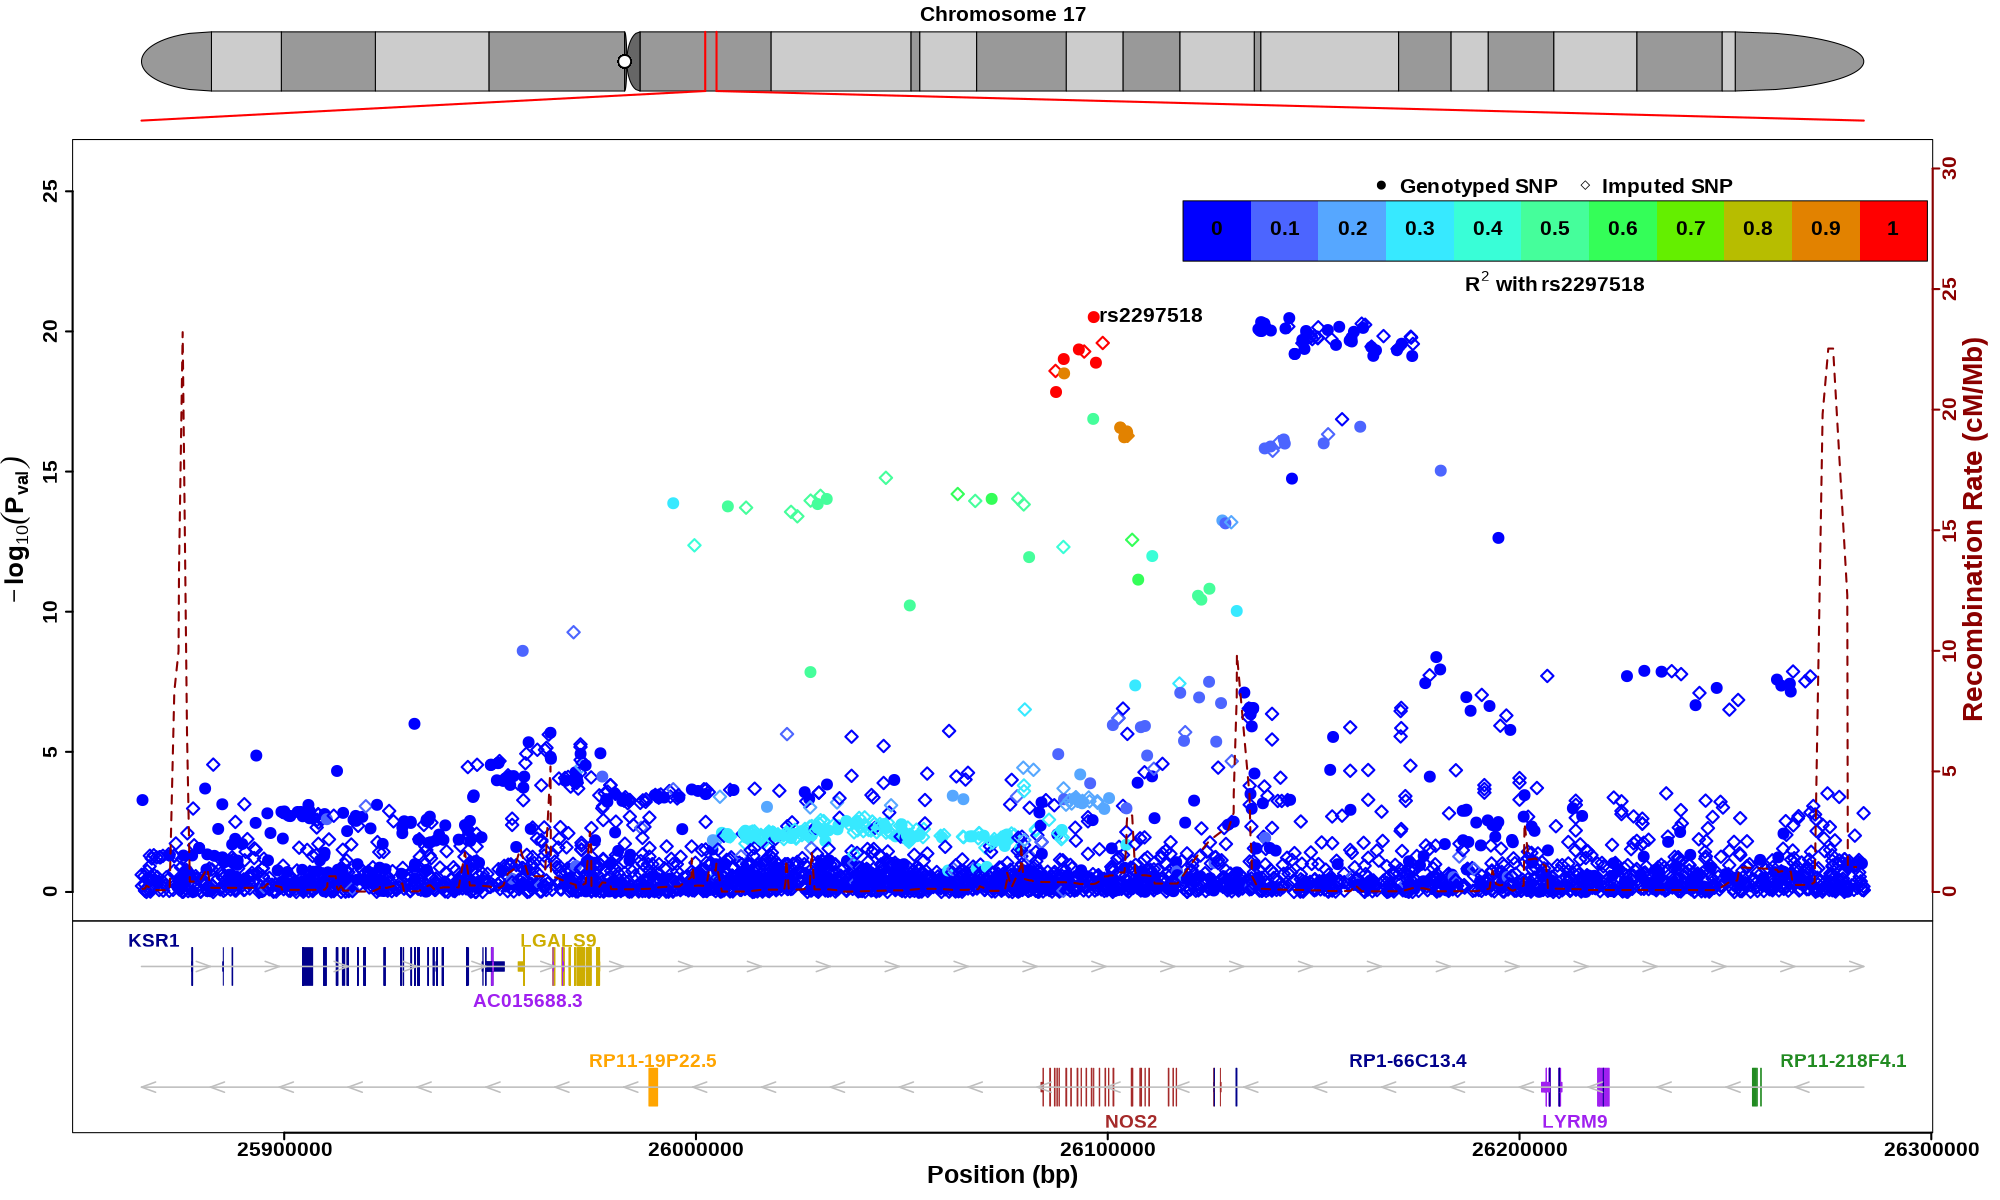 Chromosome 17
Genotyped SNP Imputed SNP
0 0.1 0.2 0.3 0.4 0.5 0.6 0.7 0.8 0.9 1
R² with rs2297518
rs2297518
25
20
15
10
5
0
−log₁₀(Pval)
30
25
20
15
10
5
0
Recombination Rate (cM/Mb)
KSR1 LGALS9
AC015688.3
RP11-19P22.5 RP1-66C13.4 RP11-218F4.1
NOS2 LYRM9
25900000 26000000 26100000 26200000 26300000
Position (bp)